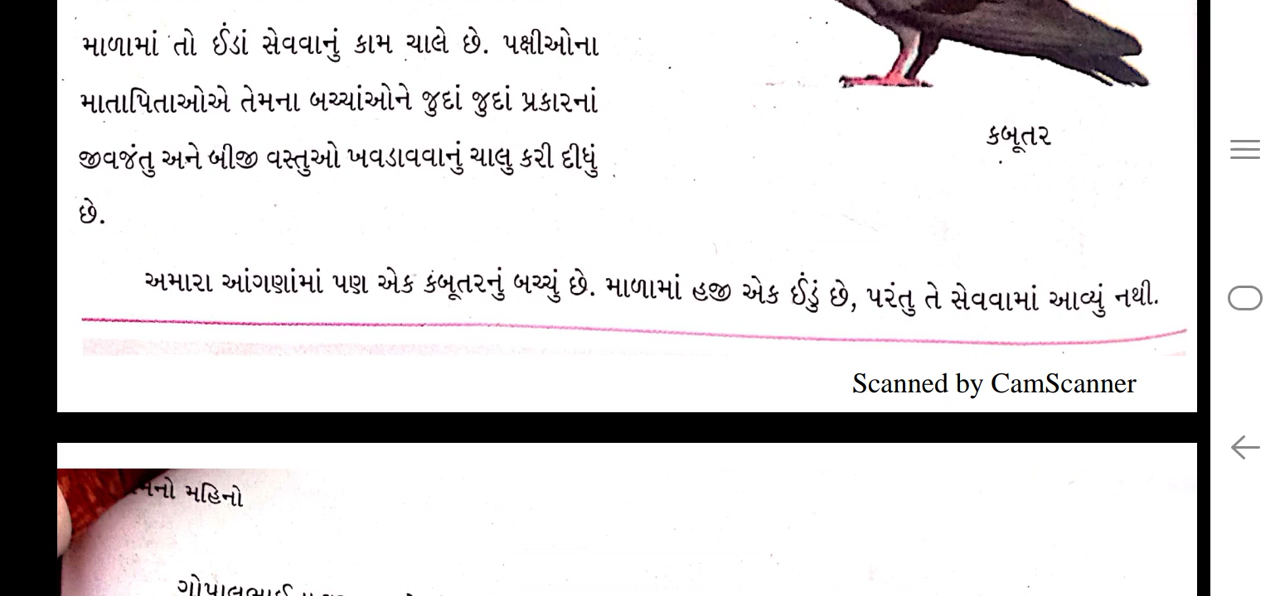 માળામાં તો ઈંડાં સેવવાનું કામ ચાલે છે. પક્ષીઓના
માતાપિતાઓએ તેમના બચ્ચાંઓને જુદાં જુદાં પ્રકારનાં
જીવજંતુ અને બીજી વસ્તુઓ ખવડાવવાનું ચાલુ કરી દીધું
છે.
કબૂતર
અમારા આંગણાંમાં પણ એક કબૂતરનું બચ્ચું છે. માળામાં હજી એક ઈંડું છે, પરંતુ તે સેવવામાં આવ્યું નથી.
Scanned by CamScanner
મહિનો